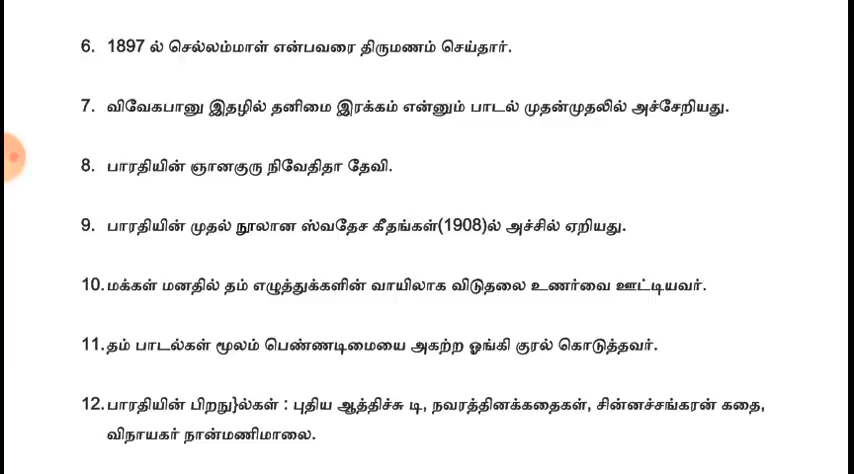 6. 1897 ல் செல்லம்மாள் என்பவரை திருமணம் செய்தார்.
7. விவேகபானு இதழில் தனிமை இரக்கம் என்னும் பாடல் முதன்முதலில் அச்சேறியது.
8. பாரதியின் ஞானகுரு நிவேதிதா தேவி.
9. பாரதியின் முதல் நூலான ஸ்வதேச கீதங்கள்(1908)ல் அச்சில் ஏறியது.
10. மக்கள் மனதில் தம் எழுத்துக்களின் வாயிலாக விடுதலை உணர்வை ஊட்டியவர்.
11. தம் பாடல்கள் மூலம் பெண்ணடிமையை அகற்ற ஓங்கி குரல் கொடுத்தவர்.
12. பாரதியின் பிறநு}ல்கள் : புதிய ஆத்திச்சு டி, நவரத்தினக்கதைகள், சின்னச்சங்கரன் கதை,
விநாயகர் நான்மணிமாலை.